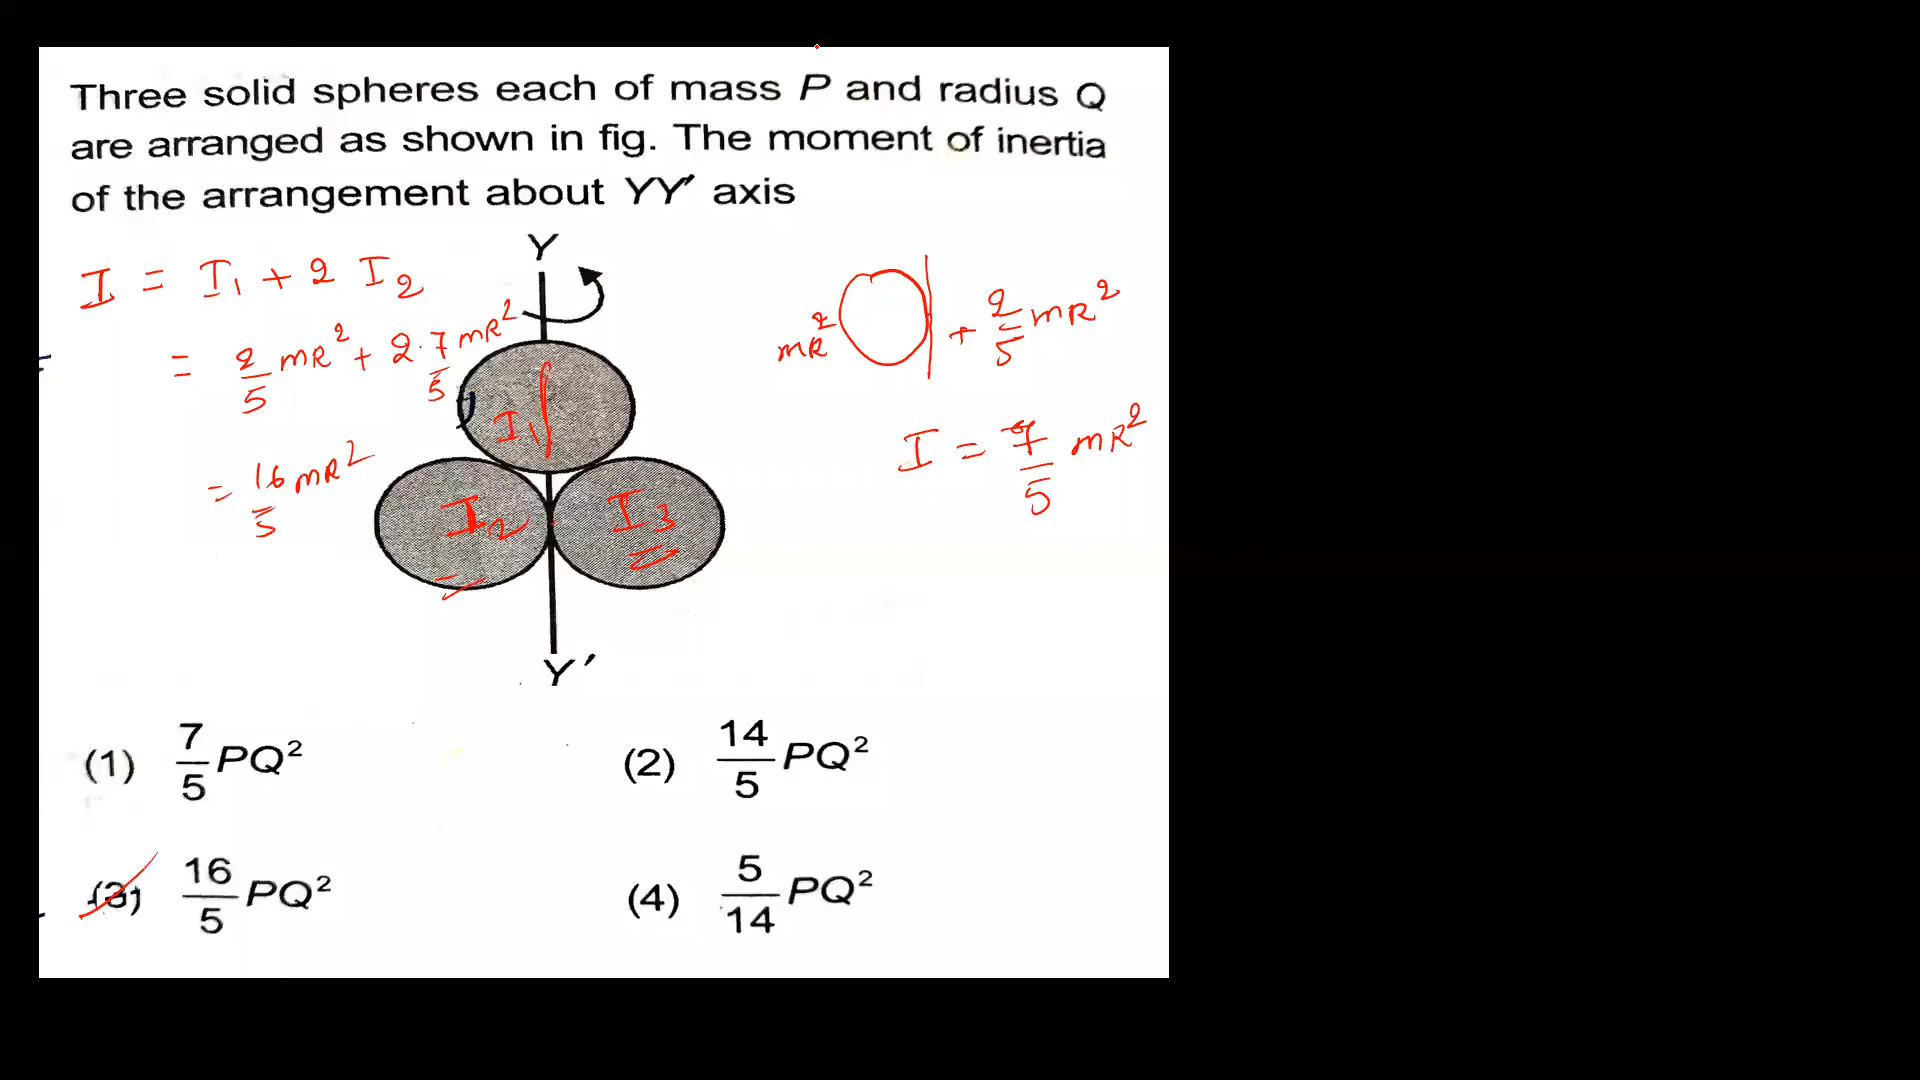 Three solid spheres each of mass P and radius Q
are arranged as shown in fig. The moment of inertia
of the arrangement about YY′ axis
Y
I = I₁ + 2 I₂
= 2/5 mR² + 2·7/5 mR²
= 16/5 mR²
I₁
I₂
I₃
Y′
mR² + 2/5 mR²
I = 7/5 mR²
(1) 7/5 PQ²
(2) 14/5 PQ²
(3) 16/5 PQ²
(4) 5/14 PQ²